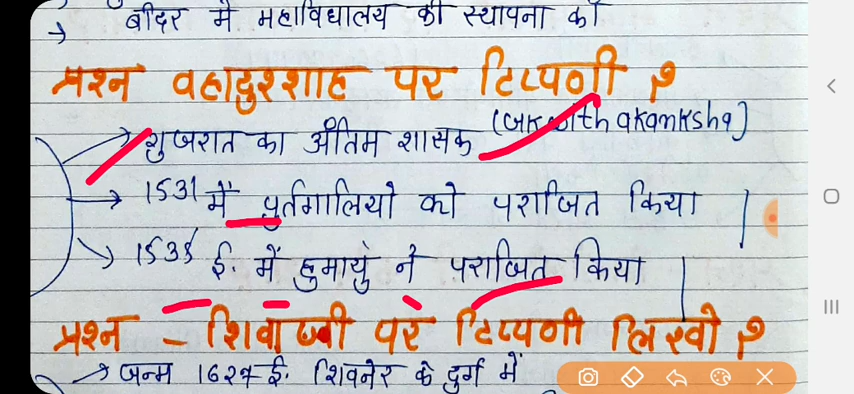 → बीदर में महाविद्यालय की स्थापना की
प्रश्न वहादुरशाह पर टिप्पणी ?
→ गुजरात का अंतिम शासक (akanksha)
→ 1531 में पुर्तगालियो को पराजित किया
→ 1535 ई. में हुमायुं ने पराजित किया
प्रश्न – शिवाजी पर टिप्पणी लिखो ?
→ जन्म 1627 ई. शिवनेर के दुर्ग में